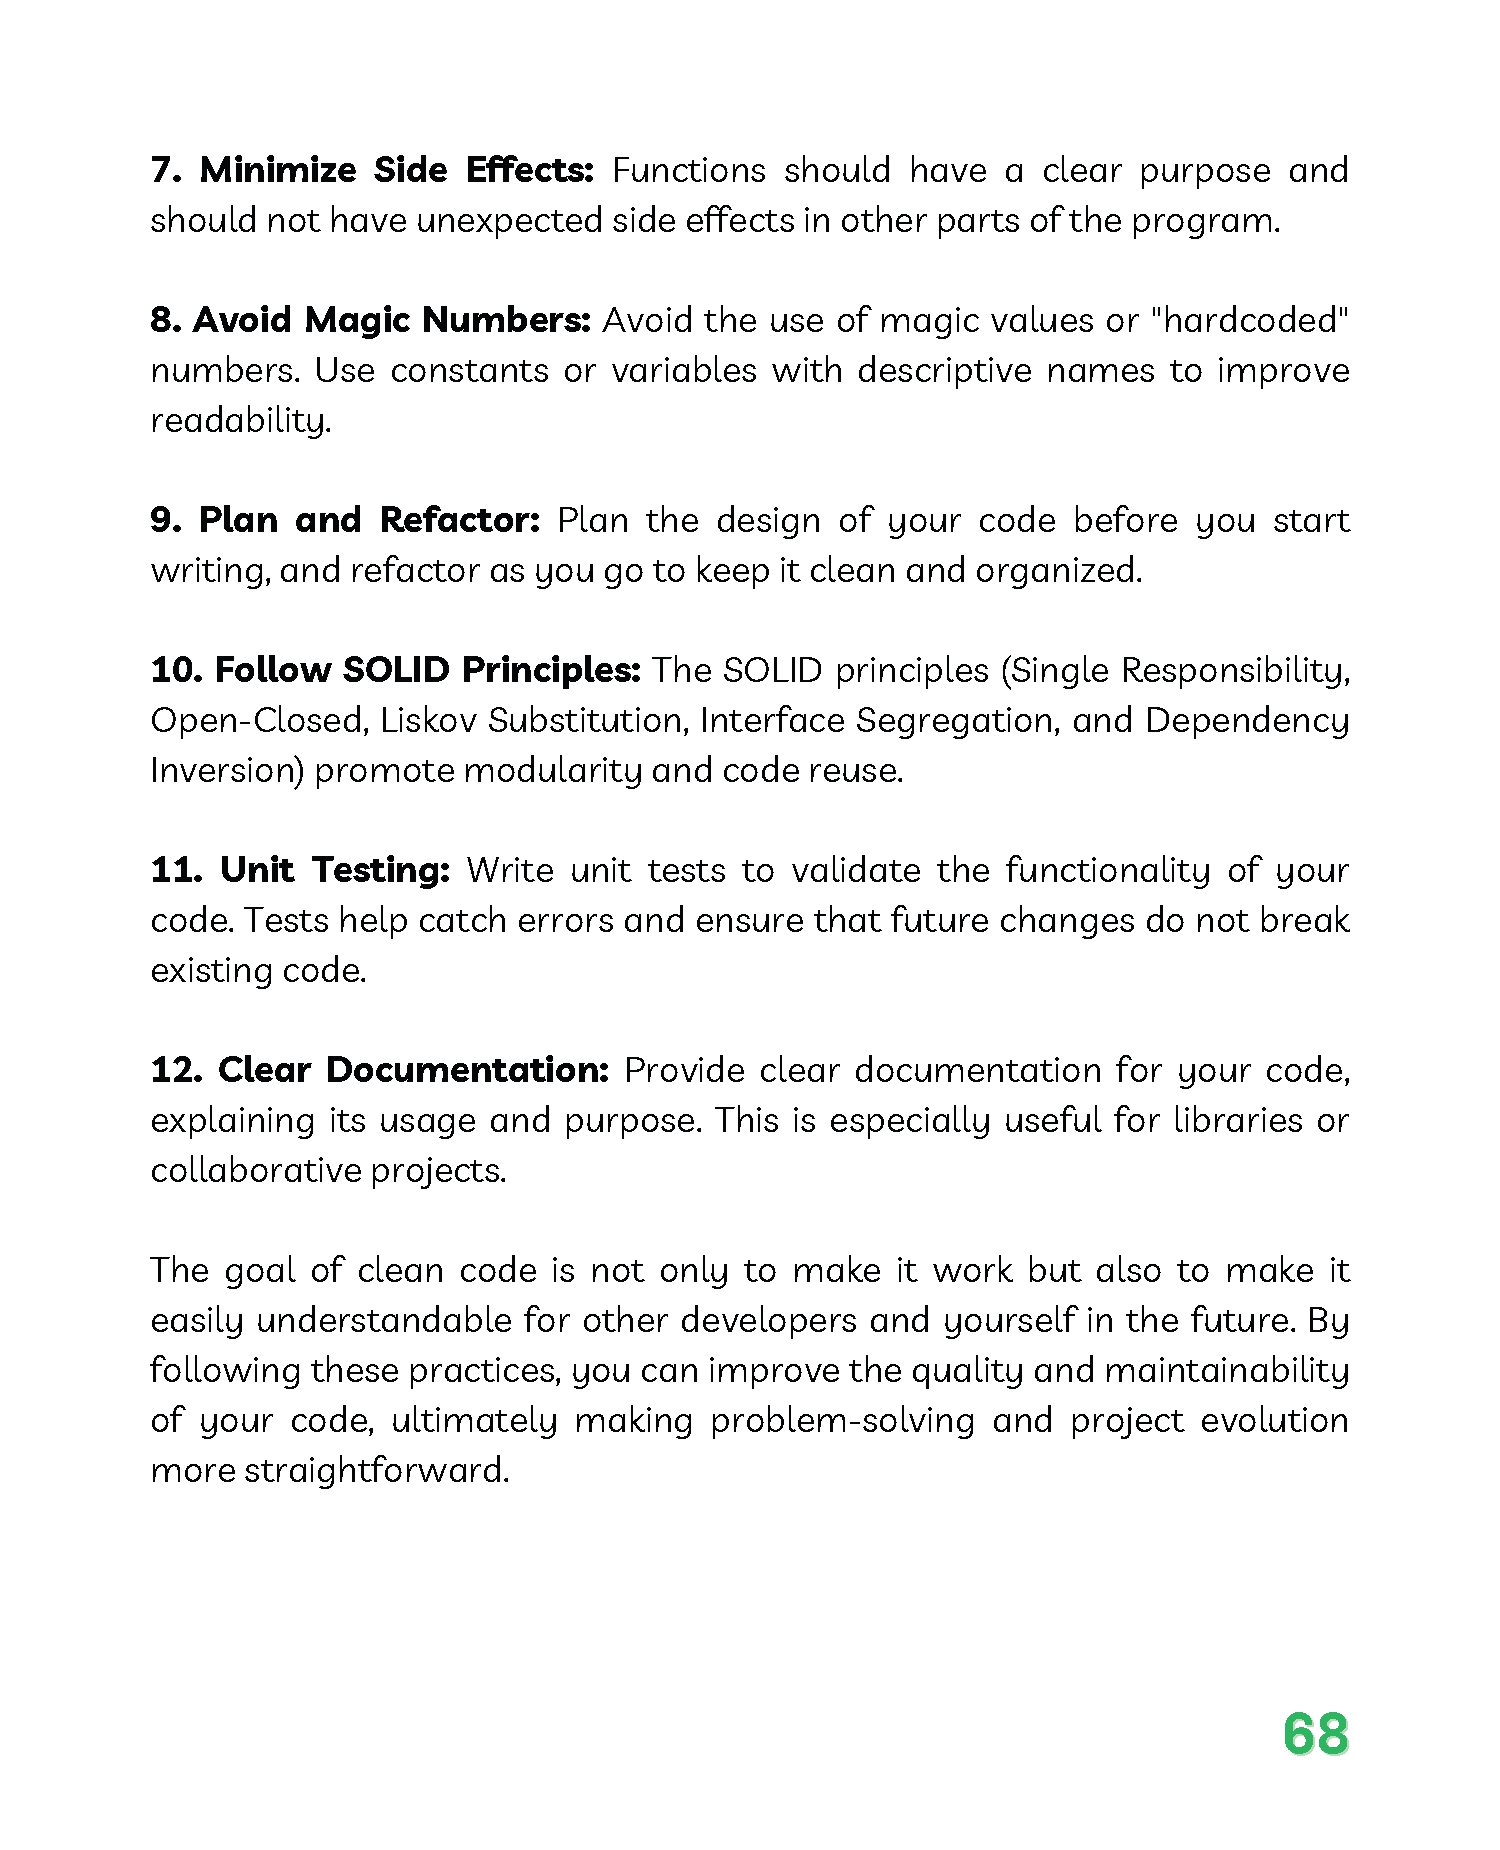 7. Minimize Side Effects: Functions should have a clear purpose and
should not have unexpected side effects in other parts of the program.
8. Avoid Magic Numbers: Avoid the use of magic values or "hardcoded"
numbers. Use constants or variables with descriptive names to improve
readability.
9. Plan and Refactor: Plan the design of your code before you start
writing, and refactor as you go to keep it clean and organized.
10. Follow SOLID Principles: The SOLID principles (Single Responsibility,
Open-Closed, Liskov Substitution, Interface Segregation, and Dependency
Inversion) promote modularity and code reuse.
11. Unit Testing: Write unit tests to validate the functionality of your
code. Tests help catch errors and ensure that future changes do not break
existing code.
12. Clear Documentation: Provide clear documentation for your code,
explaining its usage and purpose. This is especially useful for libraries or
collaborative projects.
The goal of clean code is not only to make it work but also to make it
easily understandable for other developers and yourself in the future. By
following these practices, you can improve the quality and maintainability
of your code, ultimately making problem-solving and project evolution
more straightforward.
68